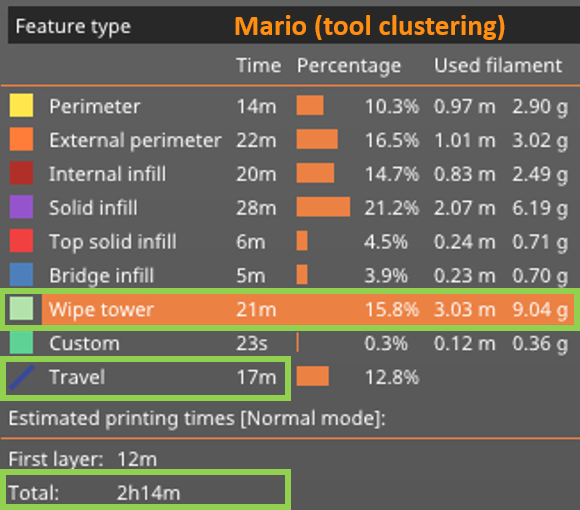 Feature type Mario (tool clustering)
Time Percentage Used filament
Perimeter 14m 10.3% 0.97 m 2.90 g
External perimeter 22m 16.5% 1.01 m 3.02 g
Internal infill 20m 14.7% 0.83 m 2.49 g
Solid infill 28m 21.2% 2.07 m 6.19 g
Top solid infill 6m 4.5% 0.24 m 0.71 g
Bridge infill 5m 3.9% 0.23 m 0.70 g
Wipe tower 21m 15.8% 3.03 m 9.04 g
Custom 23s 0.3% 0.12 m 0.36 g
Travel 17m 12.8%
Estimated printing times [Normal mode]:
First layer: 12m
Total: 2h14m